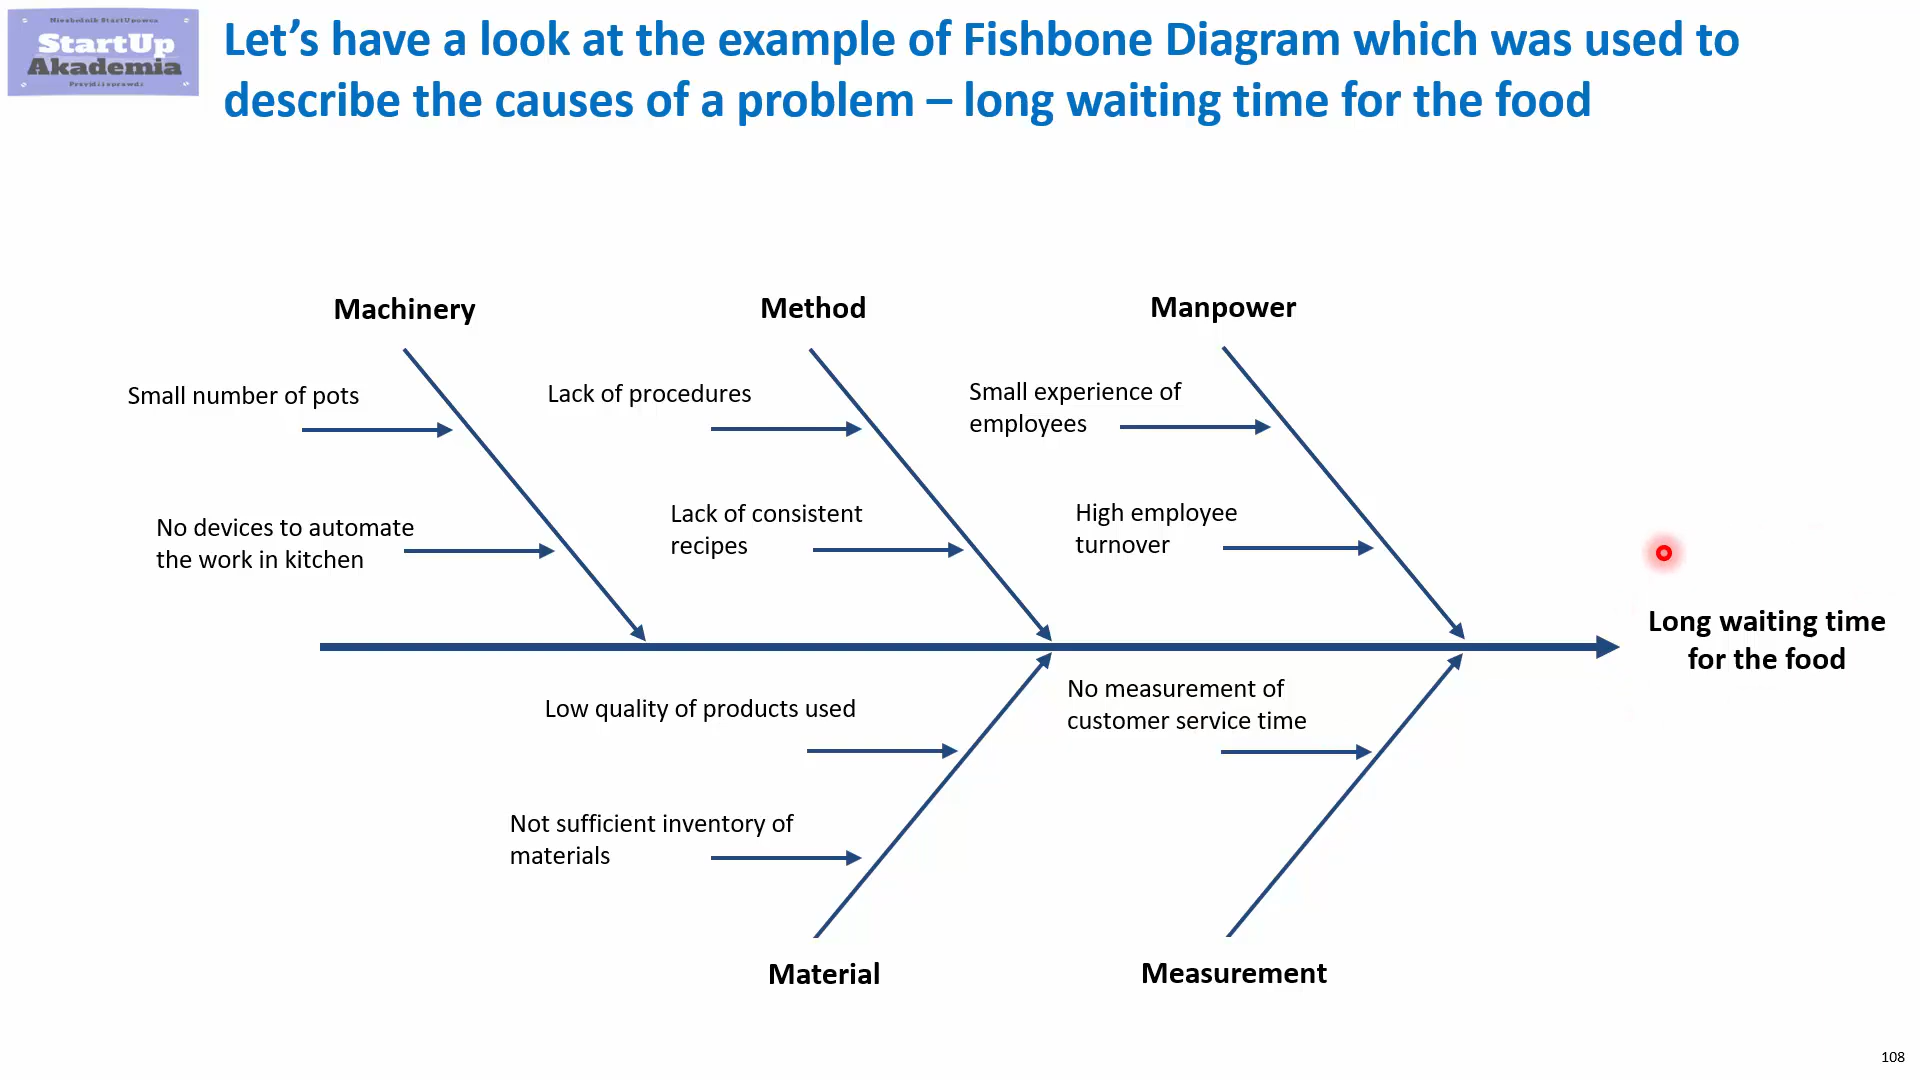 Niezbędnik StartUpowca
StartUp
Akademia
Przyjdź i sprawdź
Let’s have a look at the example of Fishbone Diagram which was used to
describe the causes of a problem – long waiting time for the food
Machinery
Method
Manpower
Small number of pots
Lack of procedures
Small experience of
employees
No devices to automate
the work in kitchen
Lack of consistent
recipes
High employee
turnover
Long waiting time
for the food
Low quality of products used
No measurement of
customer service time
Not sufficient inventory of
materials
Material
Measurement
108